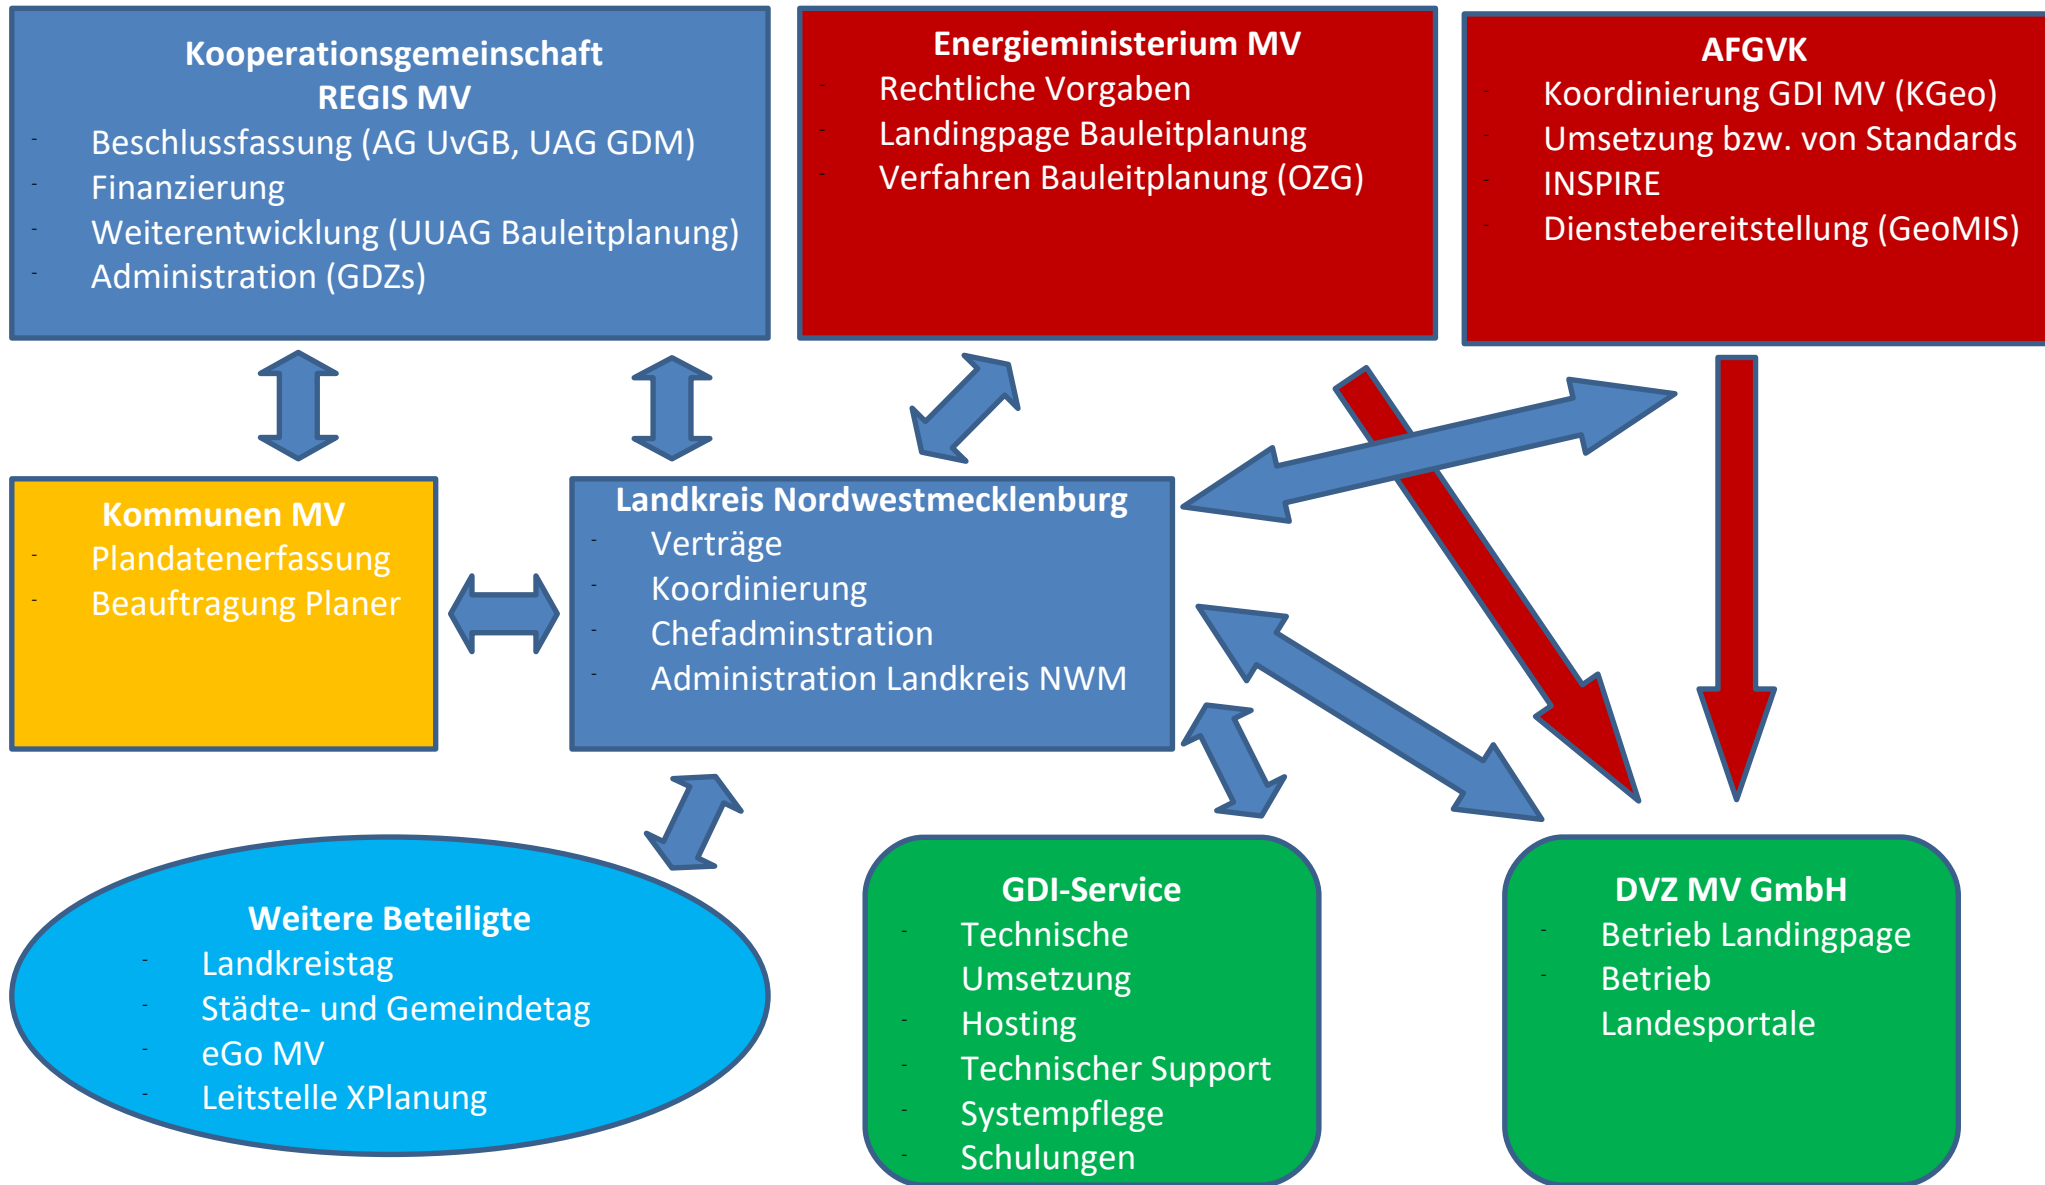 Kooperationsgemeinschaft
REGIS MV
- Beschlussfassung (AG UvGB, UAG GDM)
- Finanzierung
- Weiterentwicklung (UUAG Bauleitplanung)
- Administration (GDZs)
Energieministerium MV
- Rechtliche Vorgaben
- Landingpage Bauleitplanung
- Verfahren Bauleitplanung (OZG)
AFGVK
- Koordinierung GDI MV (KGeo)
- Umsetzung bzw. von Standards
- INSPIRE
- Dienstebereitstellung (GeoMIS)
Kommunen MV
- Plandatenerfassung
- Beauftragung Planer
Landkreis Nordwestmecklenburg
- Verträge
- Koordinierung
- Chefadminstration
- Administration Landkreis NWM
Weitere Beteiligte
- Landkreistag
- Städte- und Gemeindetag
- eGo MV
- Leitstelle XPlanung
GDI-Service
- Technische
Umsetzung
- Hosting
- Technischer Support
- Systempflege
- Schulungen
DVZ MV GmbH
- Betrieb Landingpage
- Betrieb
Landesportale